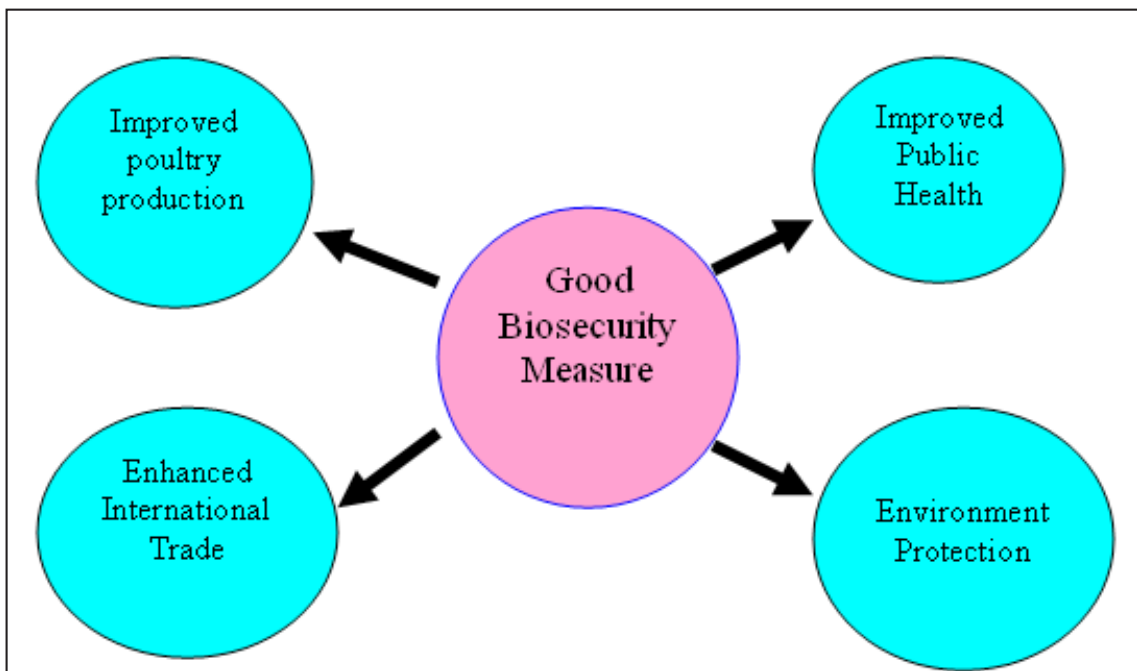 Improved
poultry
production
Improved
Public
Health
Good
Biosecurity
Measure
Enhanced
International
Trade
Environment
Protection